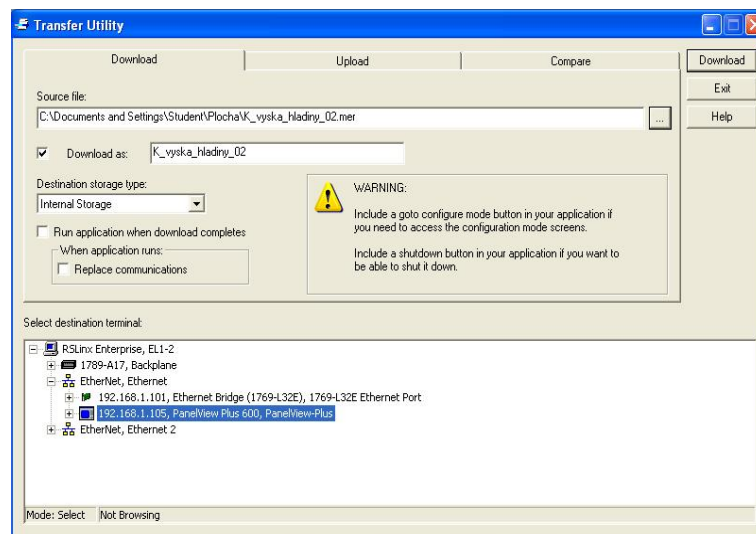 Transfer Utility
Download
Upload
Compare
Download
Exit
Help
Source file:
C:\Documents and Settings\Student\Plocha\K_vyska_hladiny_02.mer
...
Download as:
K_vyska_hladiny_02
Destination storage type:
Internal Storage
Run application when download completes
When application runs:
Replace communications
WARNING:
Include a goto configure mode button in your application if
you need to access the configuration mode screens.
Include a shutdown button in your application if you want to
be able to shut it down.
Select destination terminal:
RSLinx Enterprise, EL1-2
1789-A17, Backplane
EtherNet, Ethernet
192.168.1.101, Ethernet Bridge (1769-L32E), 1769-L32E Ethernet Port
192.168.1.105, PanelView Plus 600, PanelView-Plus
EtherNet, Ethernet 2
Mode: Select
Not Browsing